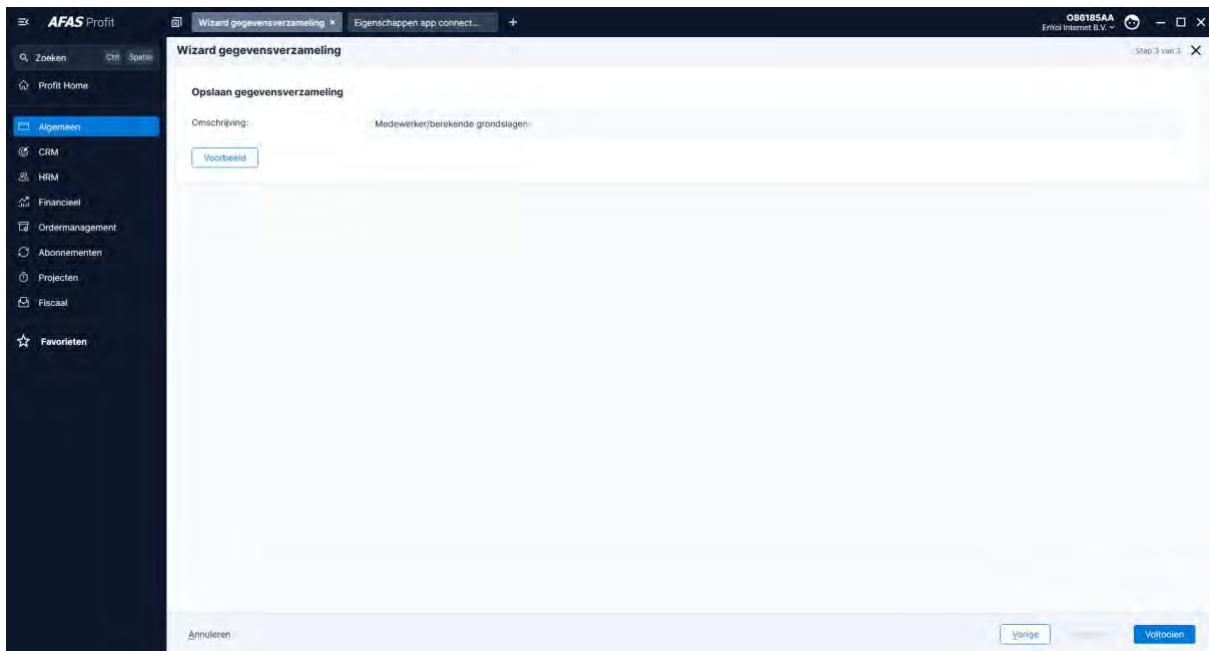 AFAS Profit
Wizard gegevensverzameling ×
Eigenschappen app connect...
+
OS6185AA
EnYoi Internet B.V.
Zoeken
Ctrl Spatie
Profit Home
Algemeen
CRM
HRM
Financieel
Ordermanagement
Abonnementen
Projecten
Fiscaal
Favorieten
Wizard gegevensverzameling
Stap 3 van 3
Opslaan gegevensverzameling
Omschrijving:
Medewerker/berekende grondslagen
Voorbeeld
Annuleren
Vorige
Voltooien